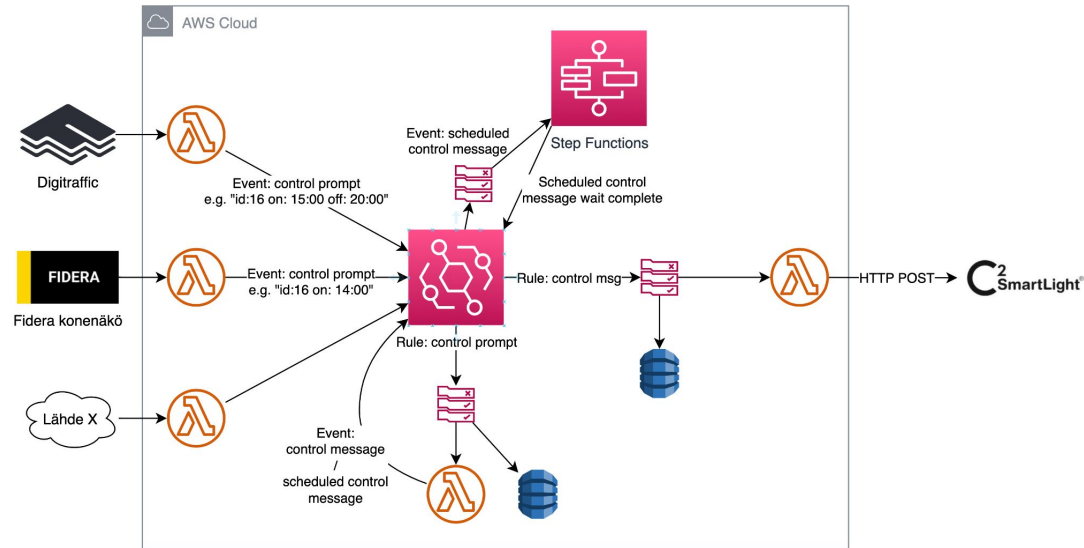 AWS Cloud
Step Functions
Event: scheduled
control message
Digitraffic
Event: control prompt
e.g. "id:16 on: 15:00 off: 20:00"
Scheduled control
message wait complete
FIDERA
Fidera konenäkö
Event: control prompt
e.g. "id:16 on: 14:00"
Rule: control msg
HTTP POST
C2
SmartLight®
Rule: control prompt
Lähde X
Event:
control message
/
scheduled control
message